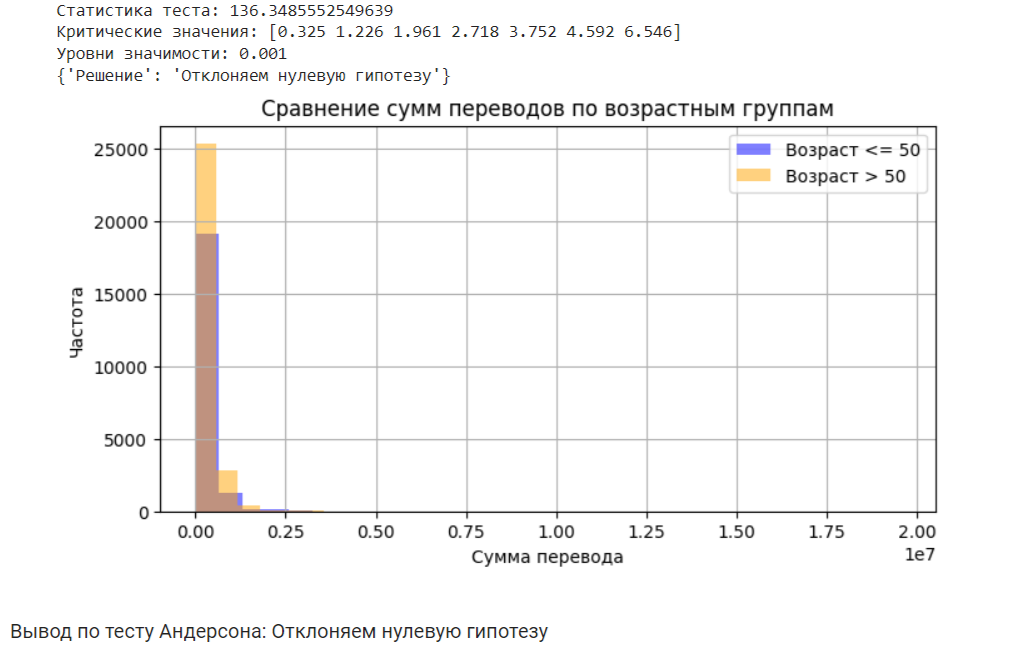 Статистика теста: 136.3485552549639
Критические значения: [0.325 1.226 1.961 2.718 3.752 4.592 6.546]
Уровни значимости: 0.001
{'Решение': 'Отклоняем нулевую гипотезу'}
Сравнение сумм переводов по возрастным группам
Возраст <= 50
Возраст > 50
25000
20000
15000
10000
5000
0
Частота
0.00 0.25 0.50 0.75 1.00 1.25 1.50 1.75 2.00
1e7
Сумма перевода
Вывод по тесту Андерсона: Отклоняем нулевую гипотезу